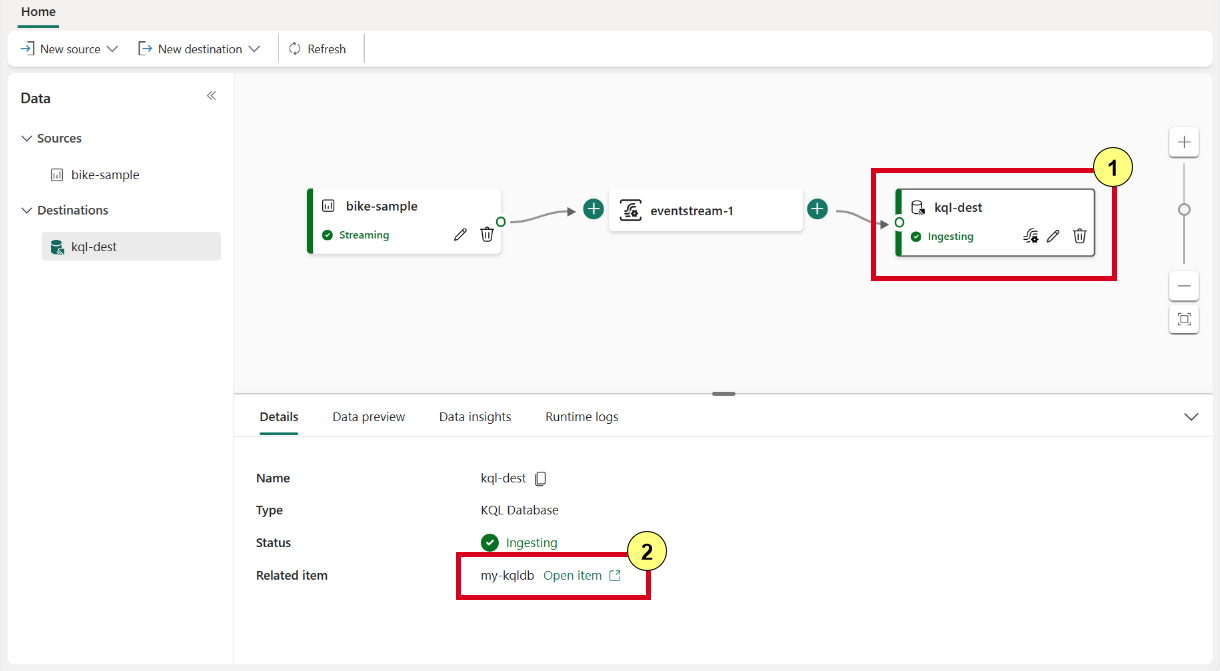 Home
New source New destination Refresh
Data
Sources
bike-sample
Destinations
kql-dest
1
bike-sample
Streaming
eventstream-1
kql-dest
Ingesting
Details Data preview Data insights Runtime logs
Name kql-dest
Type KQL Database
Status Ingesting
2
Related item my-kqldb Open item